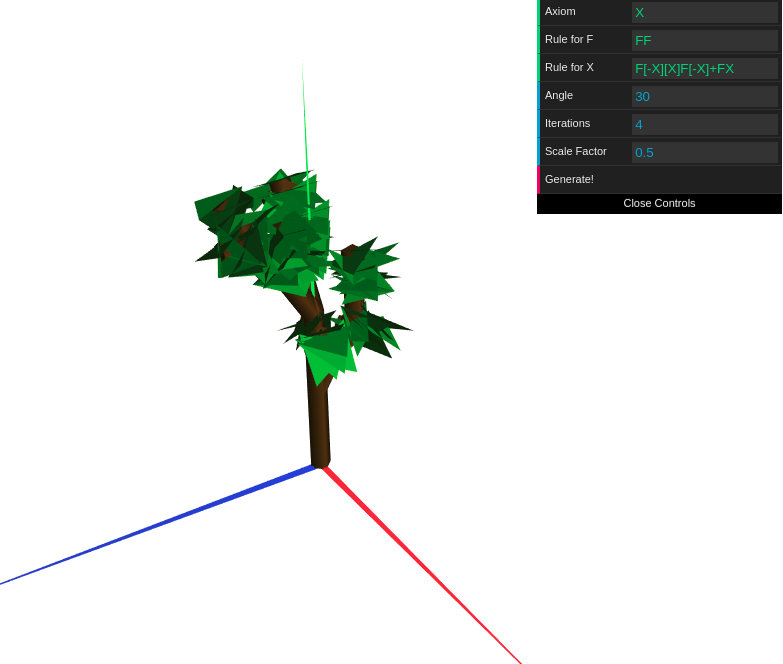 Axiom X
Rule for F FF
Rule for X F[-X][X]F[-X]+FX
Angle 30
Iterations 4
Scale Factor 0.5
Generate!
Close Controls